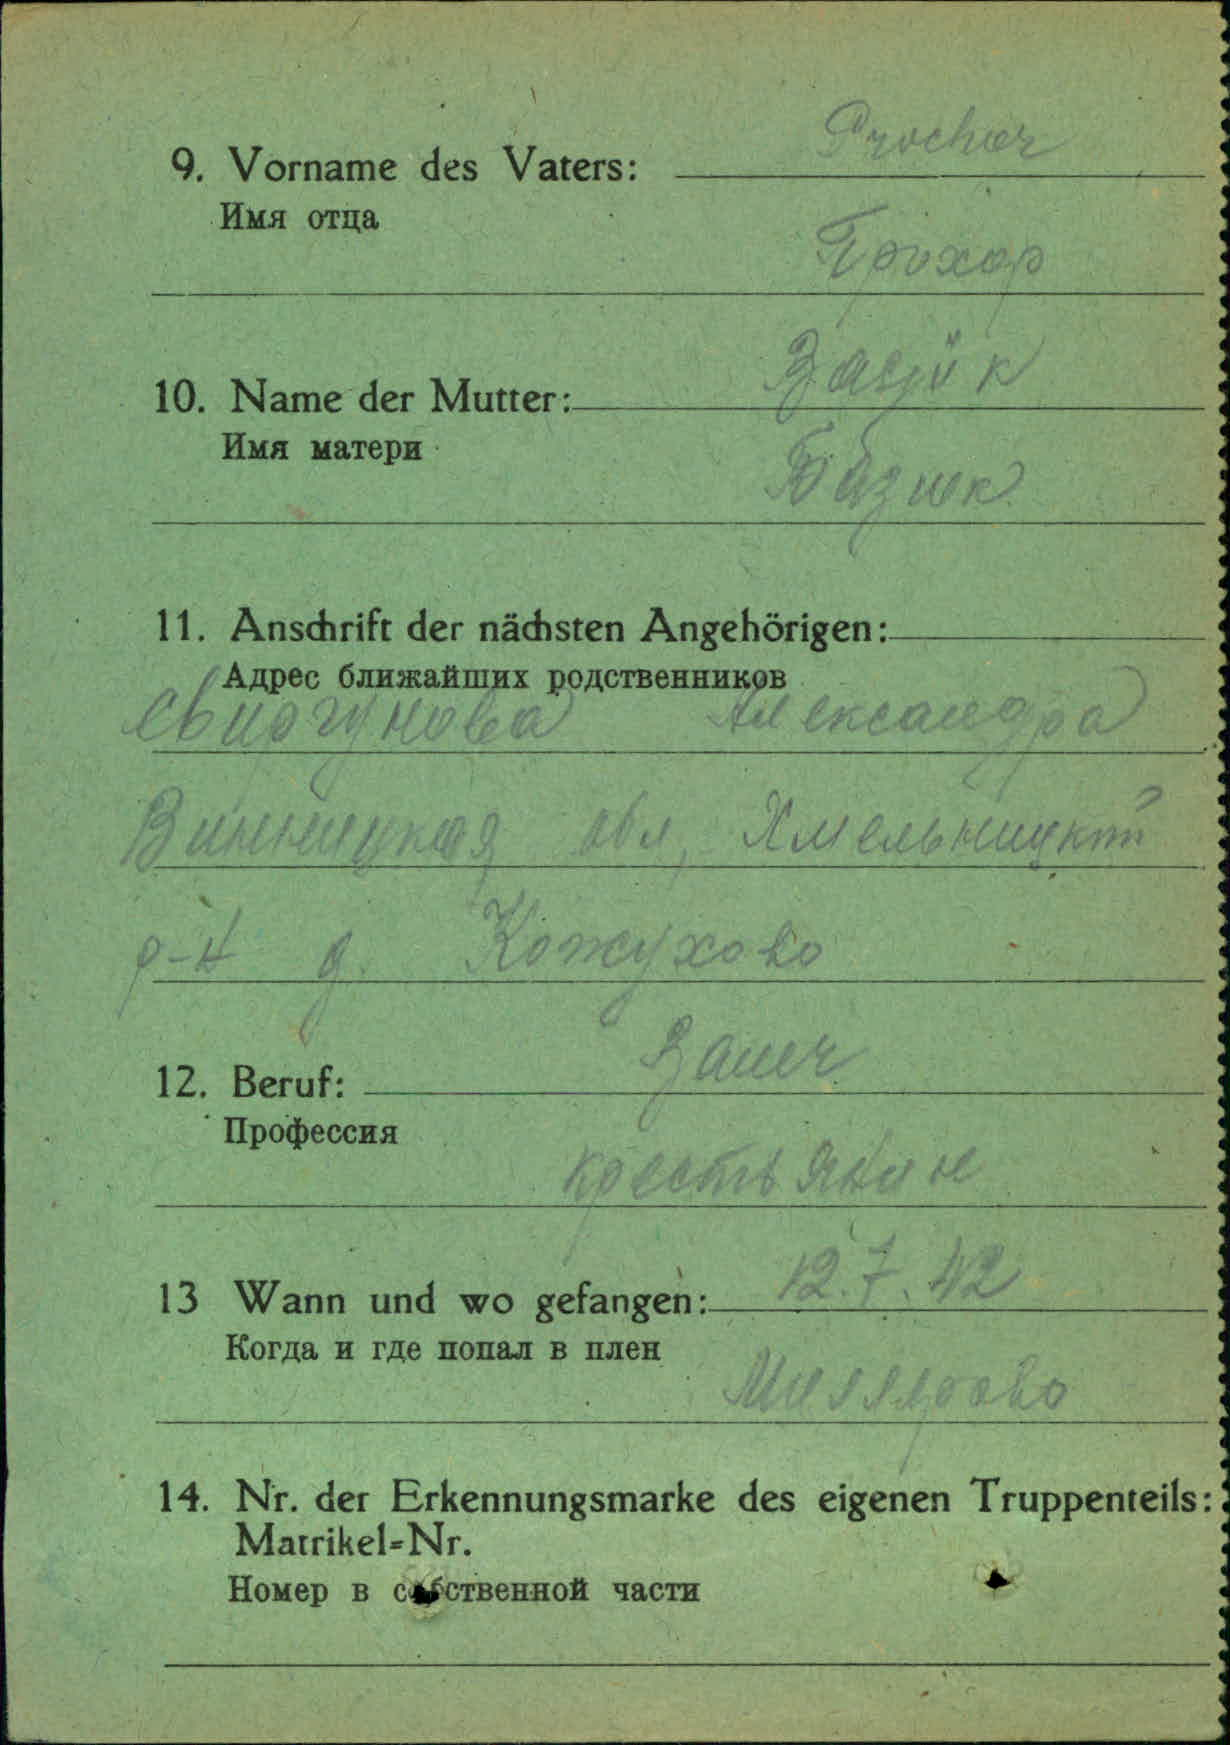 9. Vorname des Vaters: Prochor
Имя отца
Прохор
10. Name der Mutter:
Имя матери
11. Anschrift der nächsten Angehörigen:
Адрес ближайших родственников
Александра
Винницкая обл, Хмельницкий
р-н д. Кожухово
12. Beruf: Bauer
Профессия
крестьянин
13 Wann und wo gefangen: 12.7.42
Когда и где попал в плен
Миллерово
14. Nr. der Erkennungsmarke des eigenen Truppenteils:
Matrikel=Nr.
Номер в собственной части